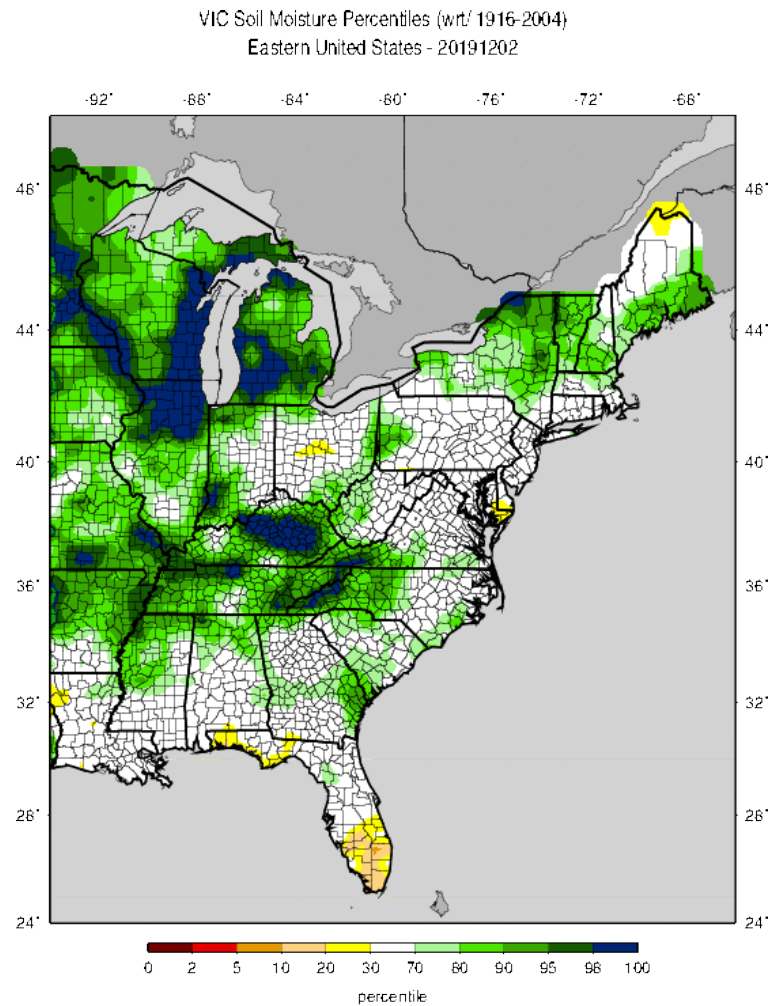 VIC Soil Moisture Percentiles (wrt/ 1916-2004)
Eastern United States - 20191202
-92° -88° -84° -80° -76° -72° -68°
48° 48°
44° 44°
40° 40°
36° 36°
32° 32°
28° 28°
24° 24°
0 2 5 10 20 30 70 80 90 95 98 100
percentile